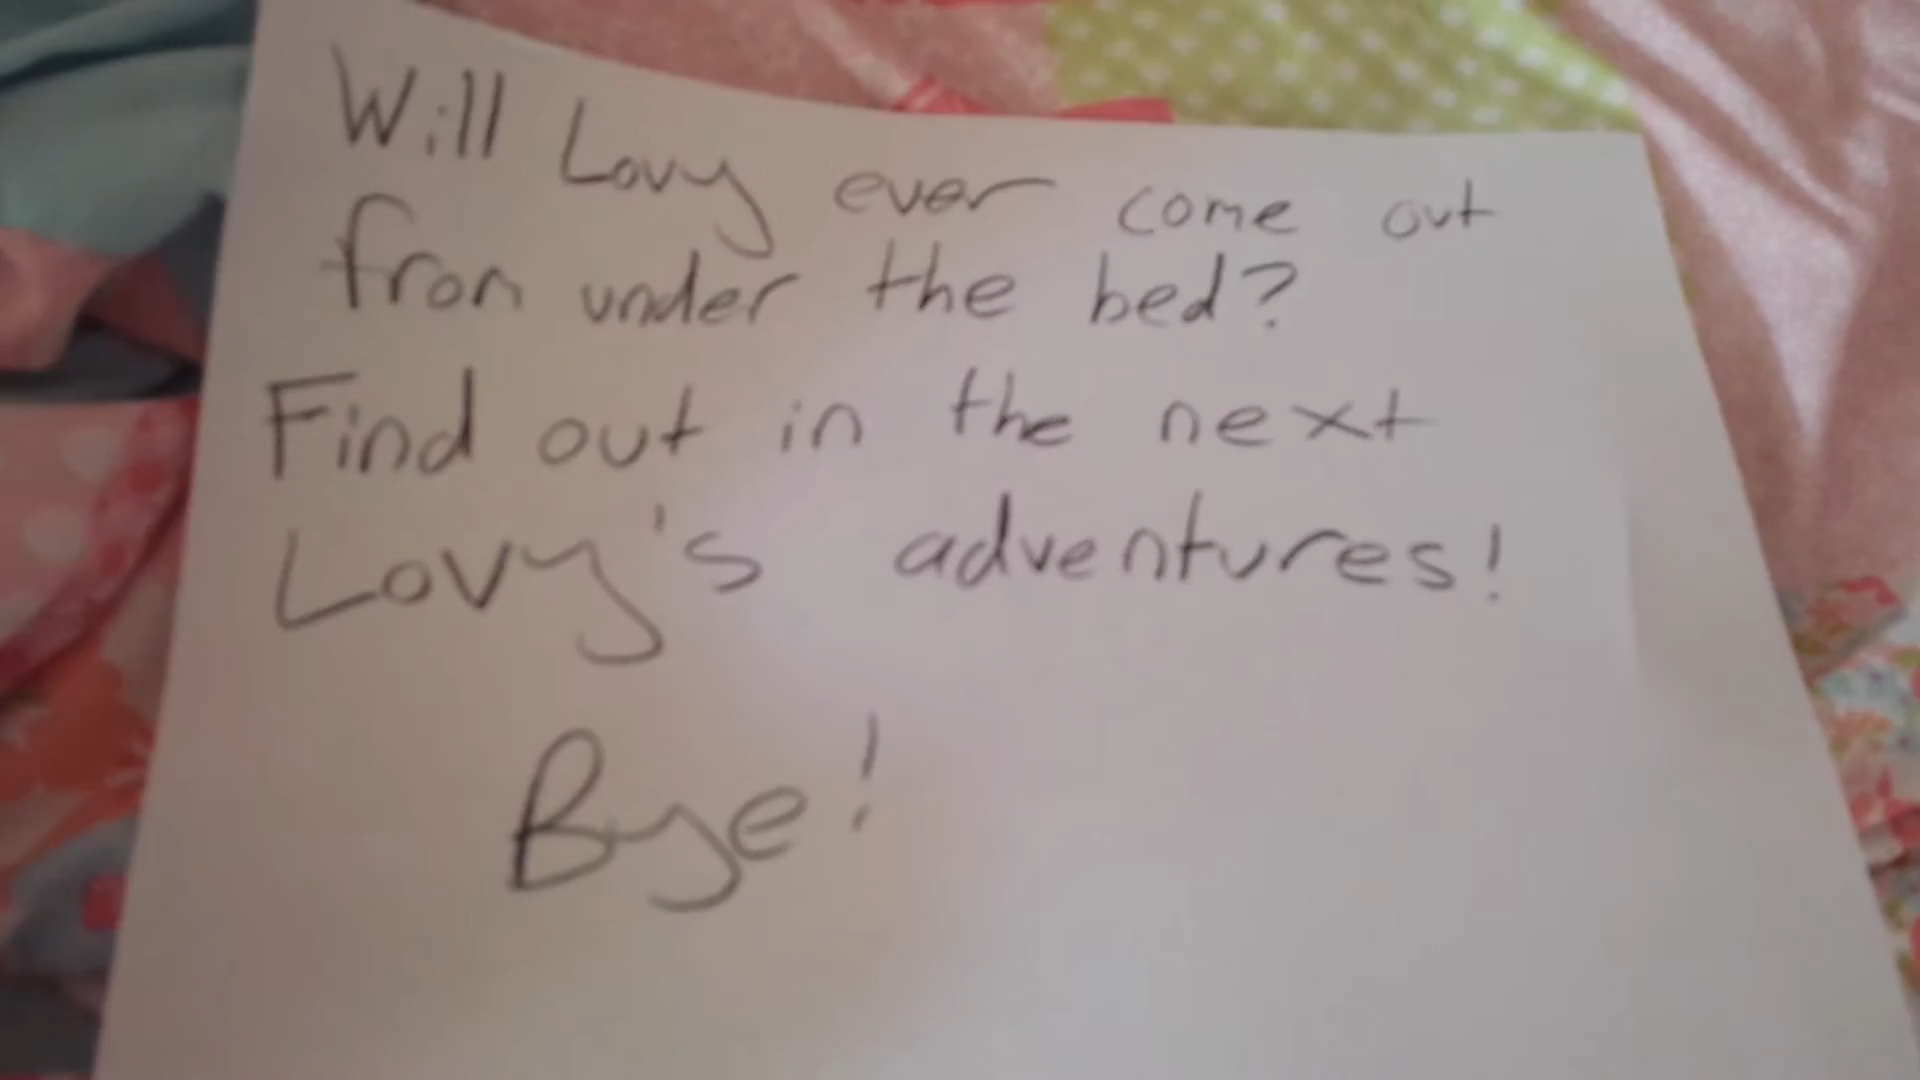 Will Lovy ever come out
from under the bed?
Find out in the next
Lovy's adventures!
Bye!